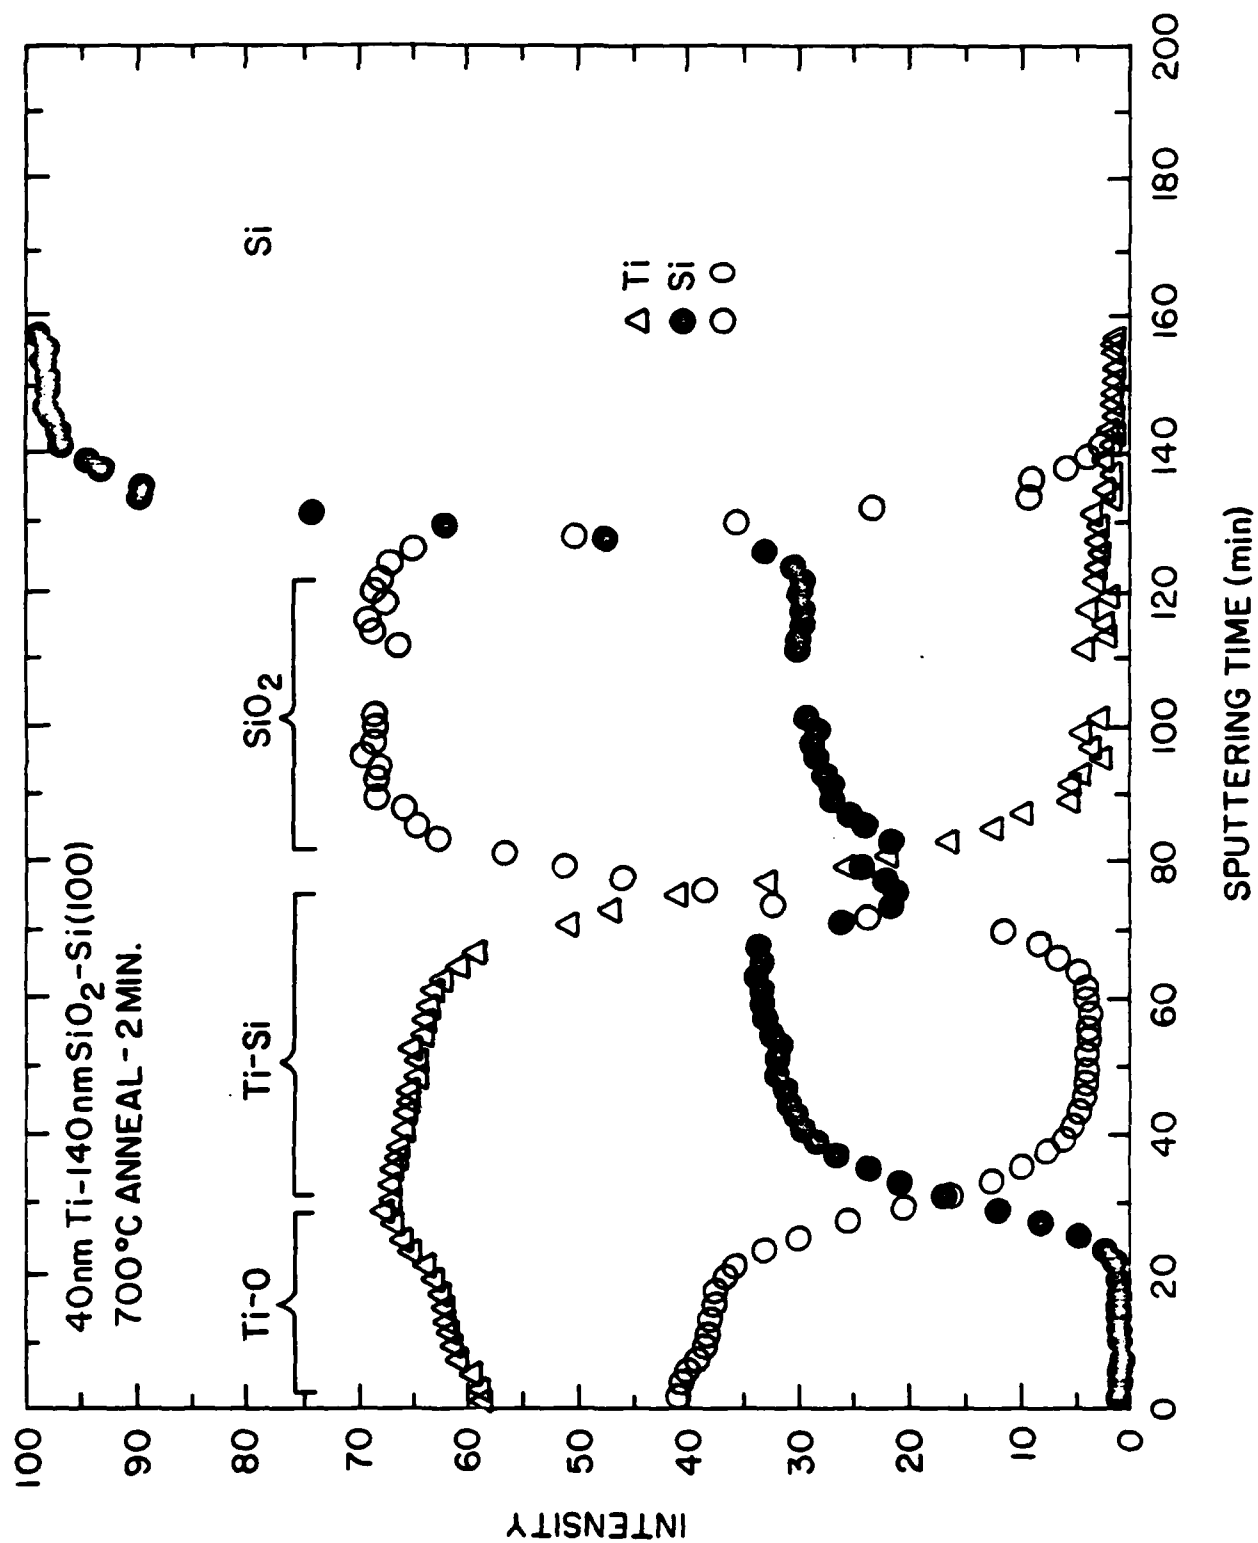 40nm Ti-140nm SiO2-Si(100)
700°C ANNEAL-2MIN.
Ti-O
Ti-Si
SiO2
Si
△ Ti
● Si
○ O
INTENSITY
100
90
80
70
60
50
40
30
20
10
0
0 20 40 60 80 100 120 140 160 180 200
SPUTTERING TIME (min)